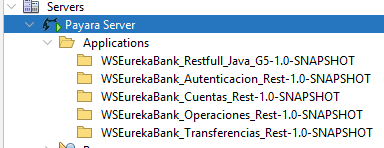 Servers
Payara Server
Applications
WSEurekaBank_Restfull_Java_G5-1.0-SNAPSHOT
WSEurekaBank_Autenticacion_Rest-1.0-SNAPSHOT
WSEurekaBank_Cuentas_Rest-1.0-SNAPSHOT
WSEurekaBank_Operaciones_Rest-1.0-SNAPSHOT
WSEurekaBank_Transferencias_Rest-1.0-SNAPSHOT